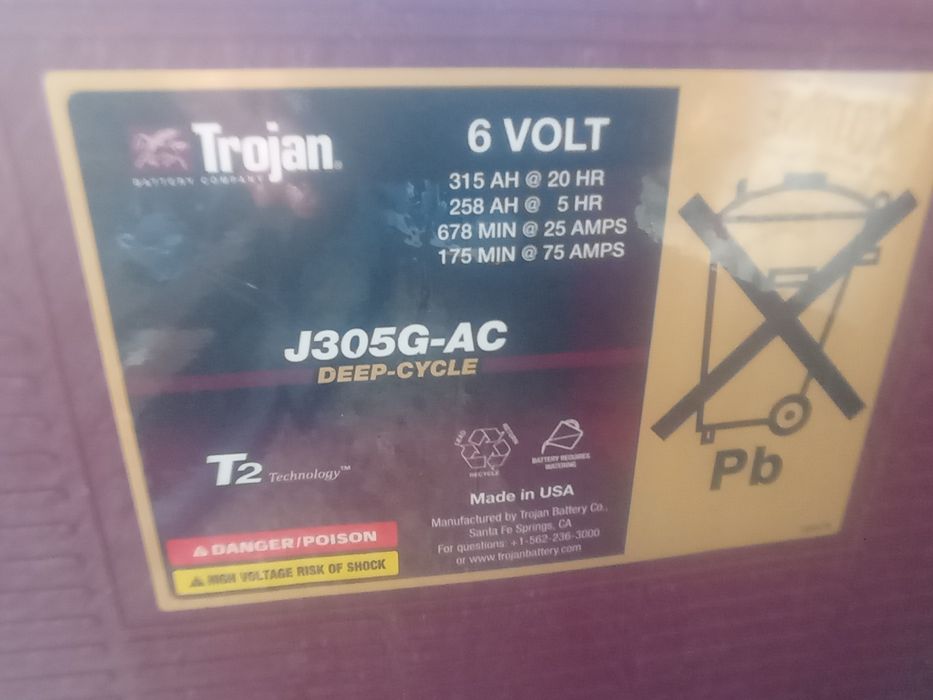 Trojan®
BATTERY COMPANY
6 VOLT
315 AH @ 20 HR
258 AH @ 5 HR
678 MIN @ 25 AMPS
175 MIN @ 75 AMPS
J305G-AC
DEEP-CYCLE
T2 Technology™
LEAD
RETURN
RECYCLE
BATTERY REQUIRES
WATERING
Made in USA
Manufactured by Trojan Battery Co.,
Santa Fe Springs, CA
For questions: +1-562-236-3000
or www.trojanbattery.com
DANGER/POISON
HIGH VOLTAGE RISK OF SHOCK
Pb